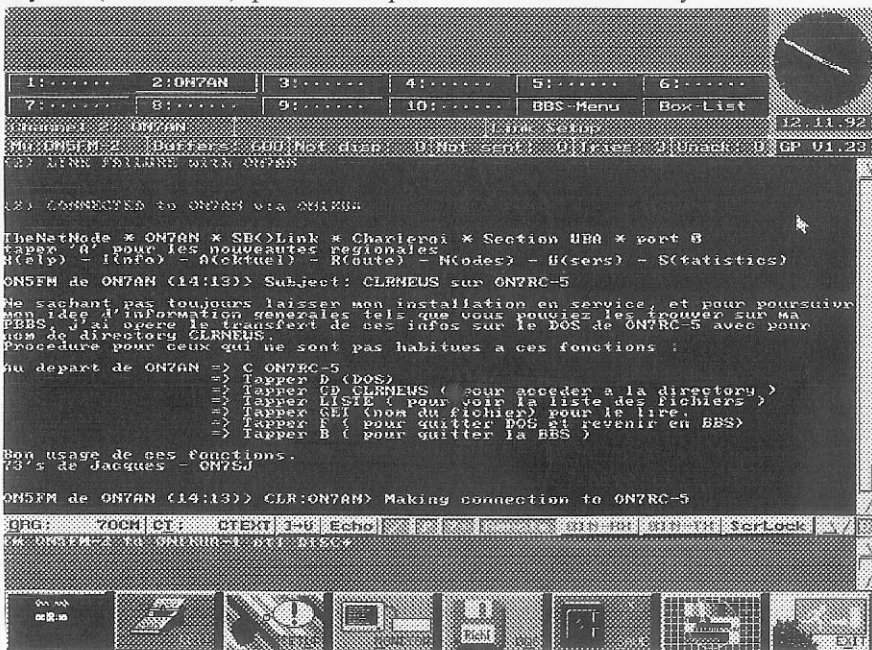 1:...... 2:ON7AN 3:...... 4:...... 5:...... 6:......
7:...... 8:...... 9:...... 10:...... BBS-Menu Box-List
12.11.92
Channel 2: ON7AN Link Setup
My:ON5FM-2 Buffers: 600 Not disp: 0 Not sent: 0 Tries: 0 Unack: 0 GP V1.23
(2) LINK FAILURE with ON7AN
(2) CONNECTED to ON7AN via
TheNetNode * ON7AN * SB()Link * Charleroi * Section UBA * port 0
taper 'A' pour les nouveautes regionales
H(elp) - I(nfo) - A(cktuel) - R(oute) - N(odes) - U(sers) - S(tatistics)
ON5FM de ON7AN (14:13)> Subject: CLRNEWS sur ON7RC-5
Ne sachant pas toujours laisser mon installation en service, et pour poursuivr
mon idee d'information generales tels que vous pouviez les trouver sur ma
PBBS, j'ai opere le transfert de ces infos sur le DOS de ON7RC-5 avec pour
nom de directory CLRNEWS.
Procedure pour ceux qui ne sont pas habitues a ces fonctions :
Au depart de ON7AN => C ON7RC-5
=> Tapper D (DOS)
=> Tapper CD CLRNEWS ( pour acceder a la directory )
=> Tapper LISTE ( pour voir la liste des fichiers )
=> Tapper GET (nom du fichier) pour le lire.
=> Tapper F ( pour quitter DOS et revenir en BBS)
=> Tapper B ( pour quitter la BBS )
Bon usage de ces fonctions.
73's de Jacques - ON7SJ
ON5FM de ON7AN (14:13)> CLR:ON7AN> Making connection to ON7RC-5
QRG: 70CM CT: CTEXT J→U Echo BIN-RX BIN-TX ScrLock
Richt
EXIT